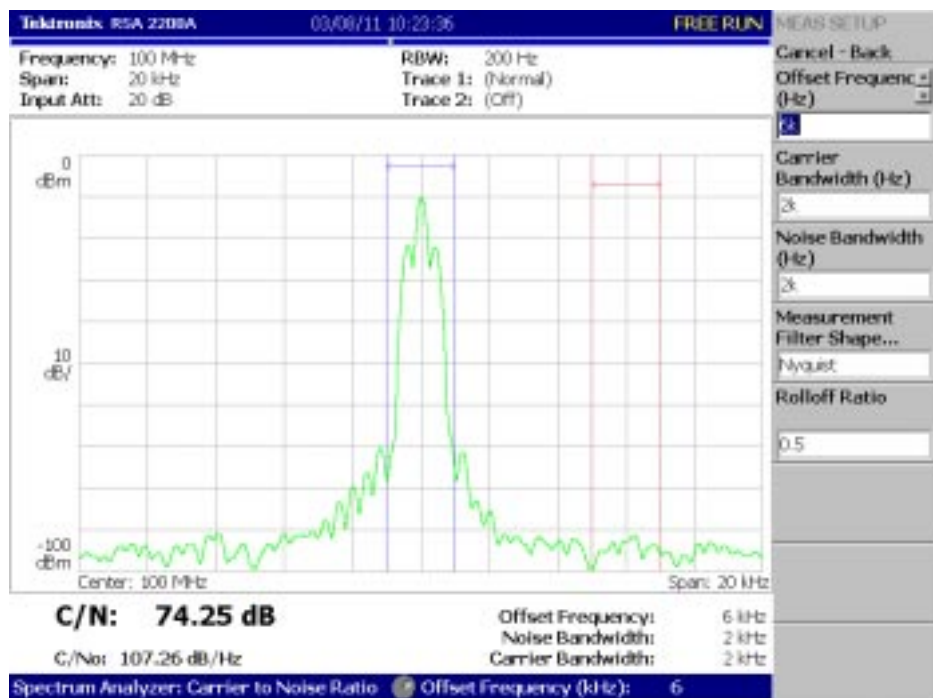 Tektronix RSA 2200A 03/08/11 10:23:36 FREE RUN
Frequency: 100 MHz RBW: 200 Hz
Span: 20 kHz Trace 1: (Normal)
Input Att: 20 dB Trace 2: (Off)
0
dBm
10
dB/
-100
dBm
Center: 100 MHz Span: 20 kHz
C/N: 74.25 dB
C/No: 107.26 dB/Hz
Offset Frequency: 6 kHz
Noise Bandwidth: 2 kHz
Carrier Bandwidth: 2 kHz
Spectrum Analyzer: Carrier to Noise Ratio Offset Frequency (kHz): 6
MEAS SETUP
Cancel - Back
Offset Frequenc
(Hz)
6k
Carrier
Bandwidth (Hz)
2k
Noise Bandwidth
(Hz)
2k
Measurement
Filter Shape...
Nyquist
Rolloff Ratio
0.5